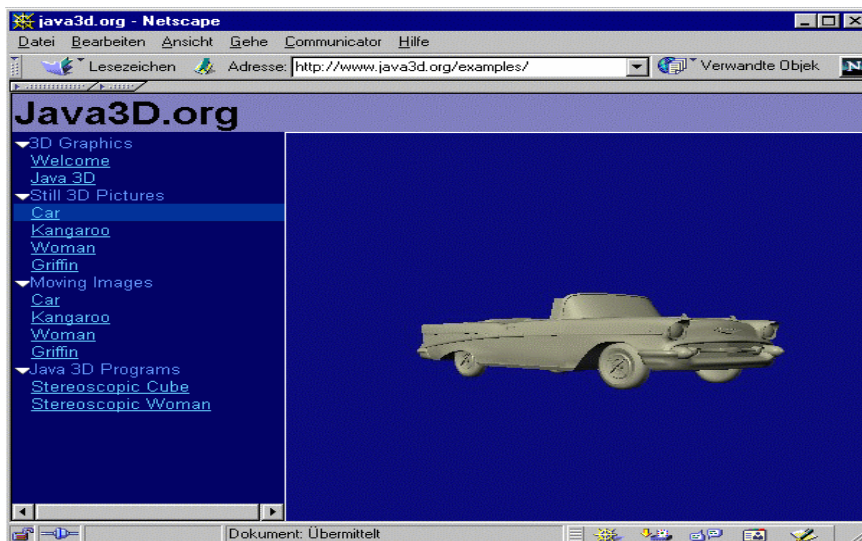 java3d.org - Netscape
Datei Bearbeiten Ansicht Gehe Communicator Hilfe
Lesezeichen Adresse: http://www.java3d.org/examples/ Verwandte Objek N
Java3D.org
3D Graphics
Welcome
Java 3D
Still 3D Pictures
Car
Kangaroo
Woman
Griffin
Moving Images
Car
Kangaroo
Woman
Griffin
Java 3D Programs
Stereoscopic Cube
Stereoscopic Woman
Dokument: Übermittelt